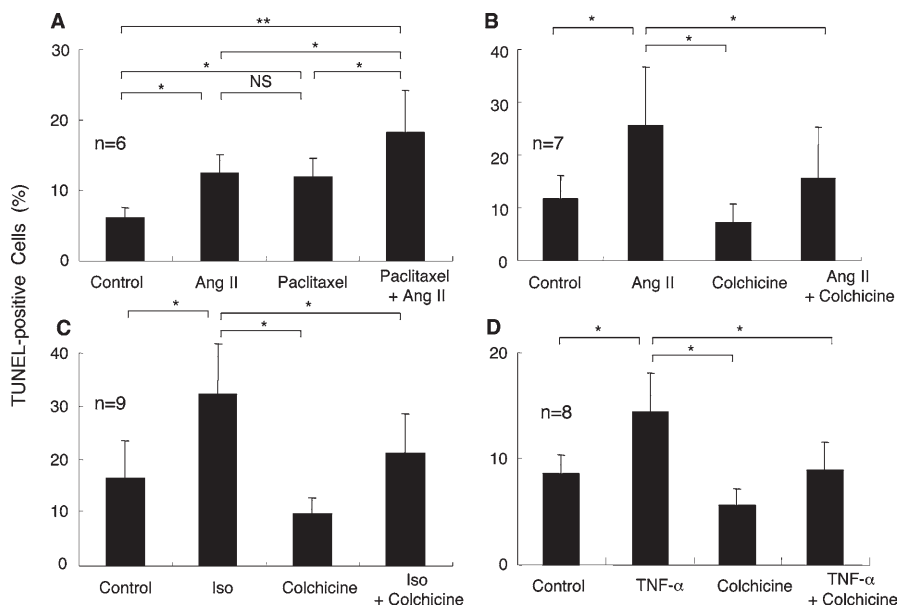 TUNEL-positive Cells (%)
A
**
*
*
*
*
NS
30
20
10
0
n=6
Control
Ang II
Paclitaxel
Paclitaxel
+ Ang II
B
*
*
*
40
30
20
10
0
n=7
Control
Ang II
Colchicine
Ang II
+ Colchicine
C
*
*
*
40
30
20
10
0
n=9
Control
Iso
Colchicine
Iso
+ Colchicine
D
*
*
*
20
10
0
n=8
Control
TNF-α
Colchicine
TNF-α
+ Colchicine